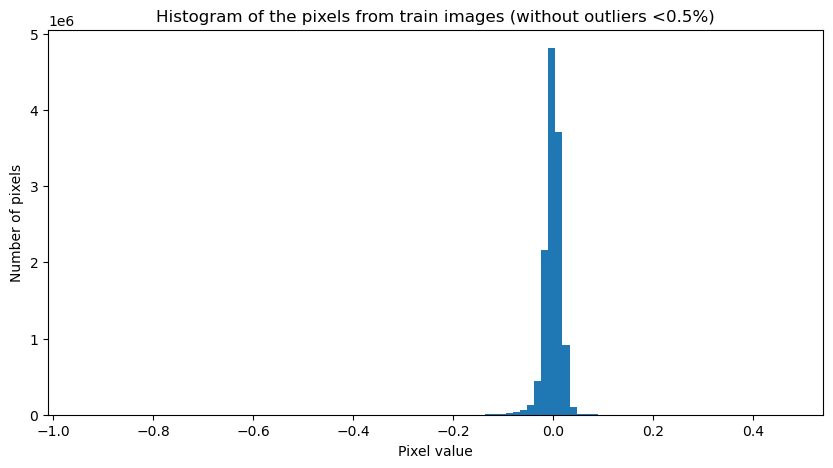 Histogram of the pixels from train images (without outliers <0.5%)
1e6
5
4
3
2
1
0
Number of pixels
−1.0 −0.8 −0.6 −0.4 −0.2 0.0 0.2 0.4
Pixel value